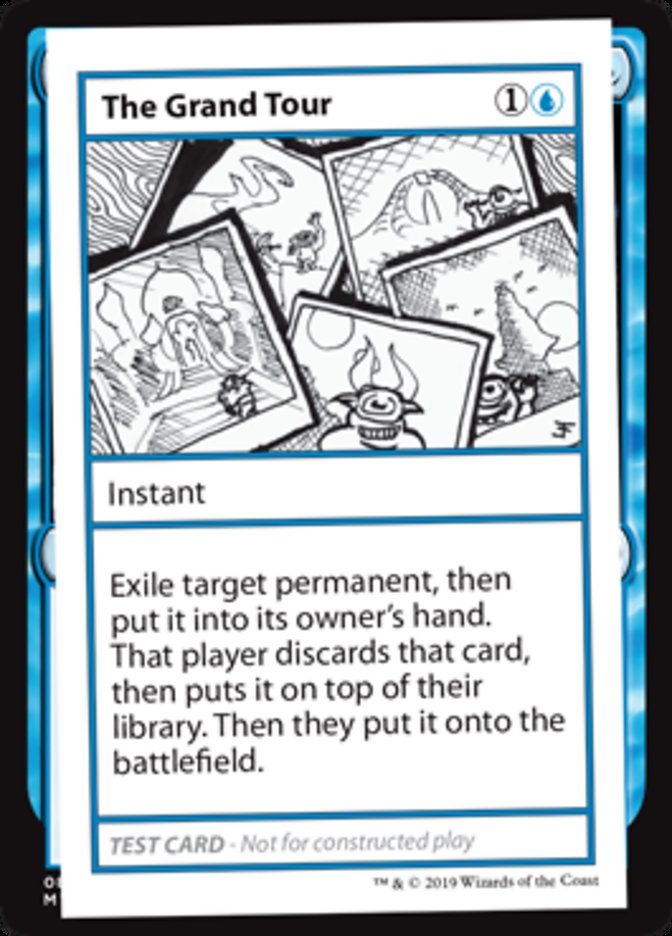 The Grand Tour 1
Instant
Exile target permanent, then
put it into its owner's hand.
That player discards that card,
then puts it on top of their
library. Then they put it onto the
battlefield.
TEST CARD - Not for constructed play
™ & © 2019 Wizards of the Coast
M